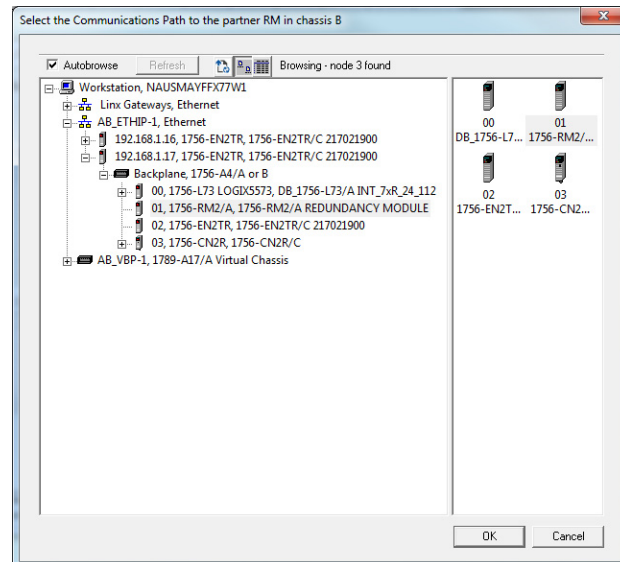 Select the Communications Path to the partner RM in chassis B
Autobrowse Refresh Browsing - node 3 found
Workstation, NAUSMAYFFX77W1
Linx Gateways, Ethernet
AB_ETHIP-1, Ethernet
192.168.1.16, 1756-EN2TR, 1756-EN2TR/C 217021900
192.168.1.17, 1756-EN2TR, 1756-EN2TR/C 217021900
Backplane, 1756-A4/A or B
00, 1756-L73 LOGIX5573, DB_1756-L73/A INT_7xR_24_112
01, 1756-RM2/A, 1756-RM2/A REDUNDANCY MODULE
02, 1756-EN2TR, 1756-EN2TR/C 217021900
03, 1756-CN2R, 1756-CN2R/C
AB_VBP-1, 1789-A17/A Virtual Chassis
00 01
DB_1756-L7... 1756-RM2/...
02 03
1756-EN2T... 1756-CN2...
OK Cancel